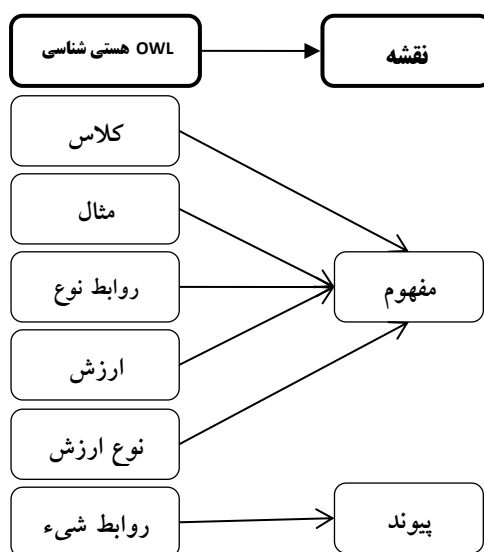 هستی شناسی OWL
نقشه
کلاس
مثال
روابط نوع
مفهوم
ارزش
نوع ارزش
روابط شیء
پیوند